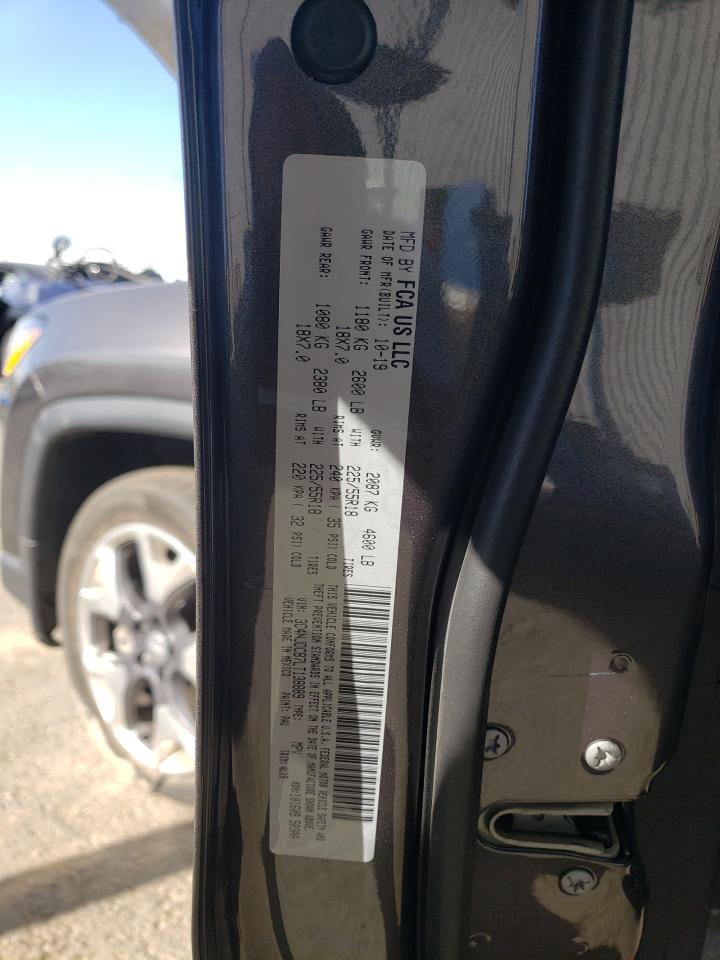 MFD BY FCA US LLC
DATE OF MFR(BUILT): 10-19 GVWR: 2087 KG 4600 LB
GAWR FRONT: 1180 KG 2600 LB WITH 225/55R18 TIRES
18X7.0 RIMS AT 240 KPA ( 35 PSI) COLD
GAWR REAR: 1080 KG 2380 LB WITH 225/55R18 TIRES
18X7.0 RIMS AT 220 KPA ( 32 PSI) COLD
THIS VEHICLE CONFORMS TO ALL APPLICABLE U.S.A. FEDERAL MOTOR VEHICLE SAFETY AND
THEFT PREVENTION STANDARDS IN EFFECT ON THE DATE OF MANUFACTURE SHOWN ABOVE.
VIN: 3C4NJDCB7LT138889 TYPE: MPV
VEHICLE MADE IN MEXICO PAINT: PAU